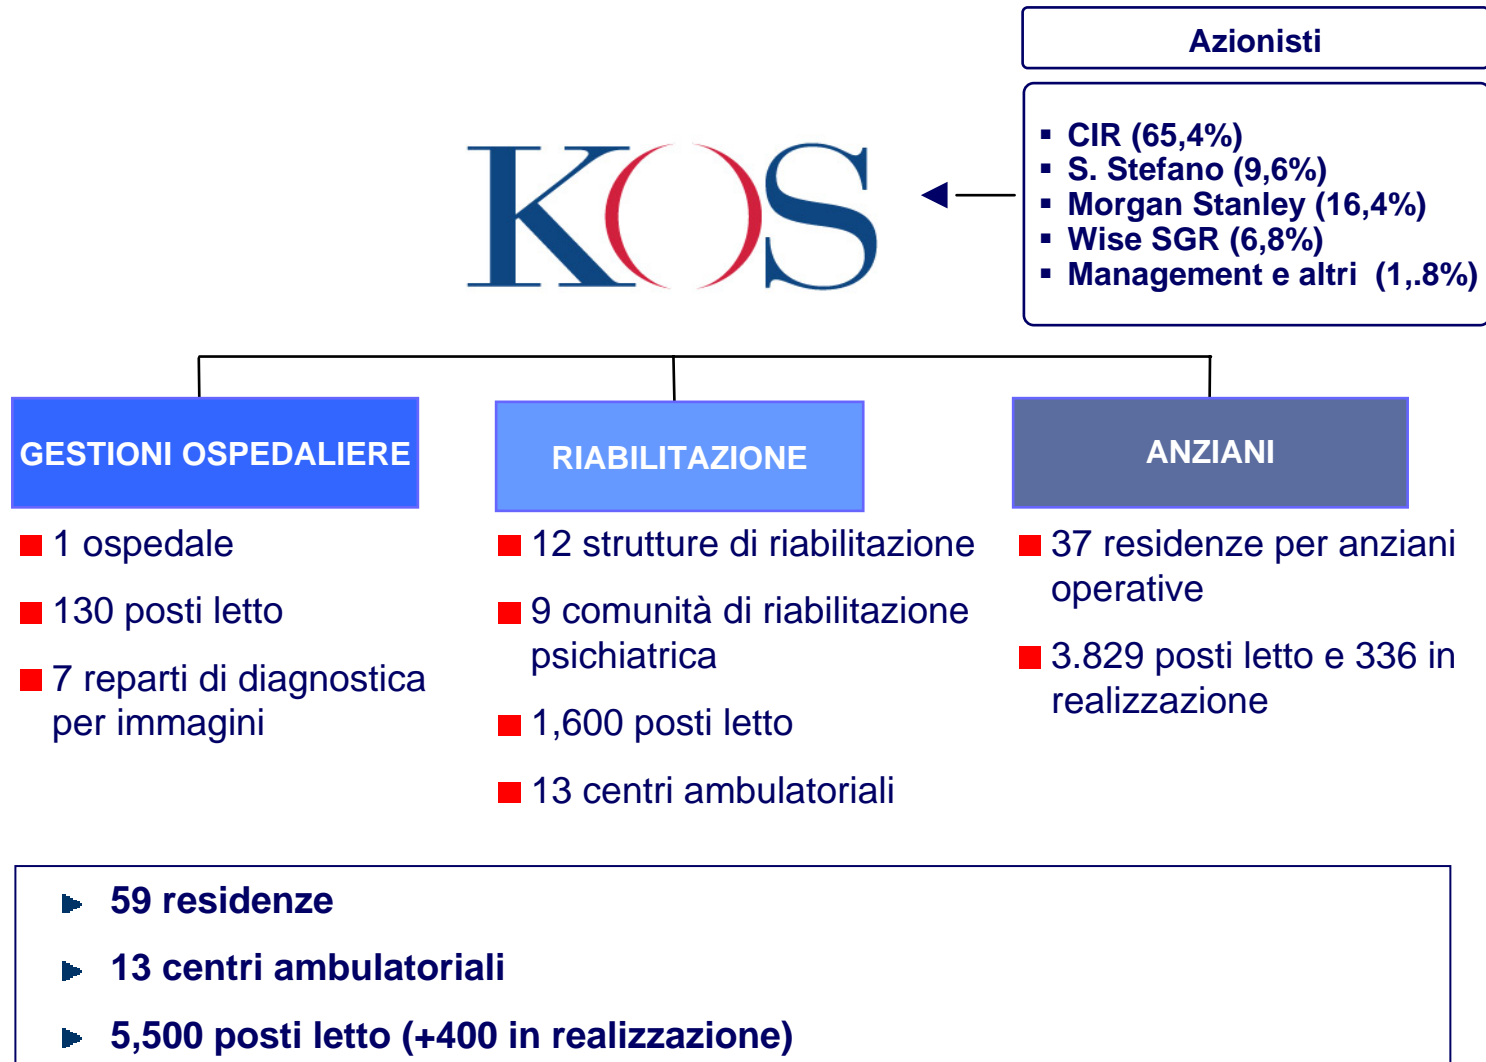 Azionisti
▪ CIR (65,4%)
▪ S. Stefano (9,6%)
▪ Morgan Stanley (16,4%)
▪ Wise SGR (6,8%)
▪ Management e altri  (1,.8%)
KOS
GESTIONI OSPEDALIERE
■ 1 ospedale
■ 130 posti letto
■ 7 reparti di diagnostica
per immagini
RIABILITAZIONE
■ 12 strutture di riabilitazione
■ 9 comunità di riabilitazione
psichiatrica
■ 1,600 posti letto
■ 13 centri ambulatoriali
ANZIANI
■ 37 residenze per anziani
operative
■ 3.829 posti letto e 336 in
realizzazione
► 59 residenze
► 13 centri ambulatoriali
► 5,500 posti letto (+400 in realizzazione)